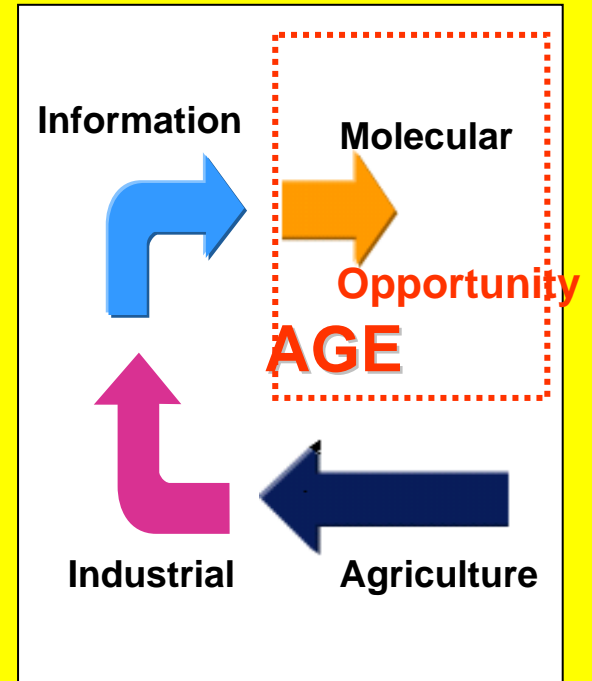 Information
Molecular
Opportunity
AGE
Industrial
Agriculture